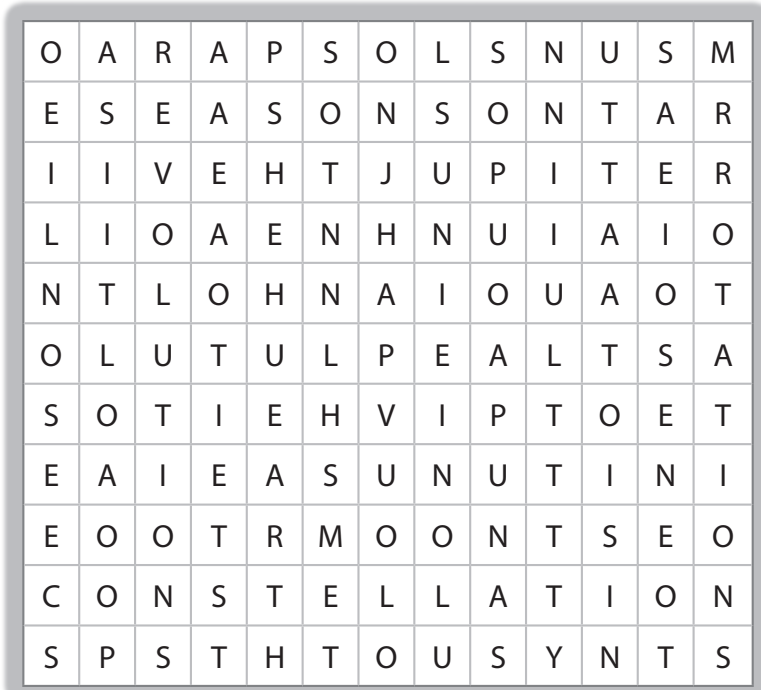 O A R A P S O L S N U S M
E S E A S O N S O N T A R
I I V E H T J U P I T E R
L I O A E N H N U I A I O
N T L O H N A I O U A O T
O L U T U L P E A L T S A
S O T I E H V I P T O E T
E A I E A S U N U T I N I
E O O T R M O O N T S E O
C O N S T E L L A T I O N
S P S T H T O U S Y N T S